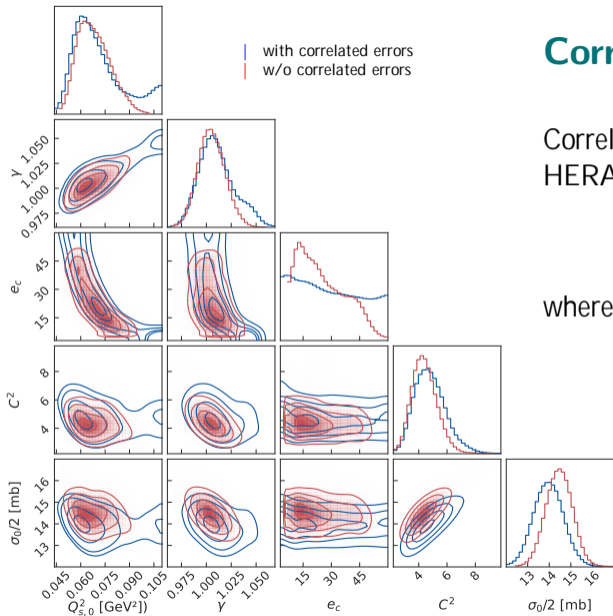 with correlated errors
w/o correlated errors
Corr
Correl
HERA
where
γ
1.050
1.025
1.000
0.975
e_c
45
30
15
C²
8
6
4
σ₀/2 [mb]
16
15
14
13
0.045 0.060 0.075 0.090 0.105
0.975 1.000 1.025 1.050
15 30 45
4 6 8
13 14 15 16
Q²ₛ,₀ [GeV²])
γ
e_c
C²
σ₀/2 [mb]